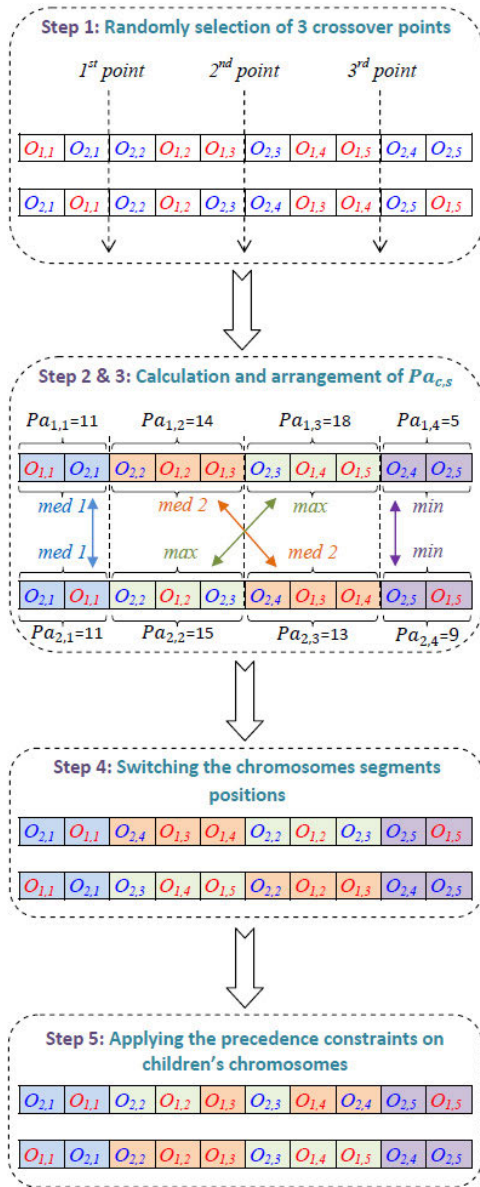 Step 1: Randomly selection of 3 crossover points
1st point 2nd point 3rd point
O1,1 O2,1 O2,2 O1,2 O1,3 O2,3 O1,4 O1,5 O2,4 O2,5
O2,1 O1,1 O2,2 O1,2 O2,3 O2,4 O1,3 O1,4 O2,5 O1,5
Step 2 & 3: Calculation and arrangement of Pac,s
Pa1,1=11 Pa1,2=14 Pa1,3=18 Pa1,4=5
O1,1 O2,1 O2,2 O1,2 O1,3 O2,3 O1,4 O1,5 O2,4 O2,5
med 1 med 2 max min
med 1 max med 2 min
O2,1 O1,1 O2,2 O1,2 O2,3 O2,4 O1,3 O1,4 O2,5 O1,5
Pa2,1=11 Pa2,2=15 Pa2,3=13 Pa2,4=9
Step 4: Switching the chromosomes segments
positions
O2,1 O1,1 O2,4 O1,3 O1,4 O2,2 O1,2 O2,3 O2,5 O1,5
O1,1 O2,1 O2,3 O1,4 O1,5 O2,2 O1,2 O1,3 O2,4 O2,5
Step 5: Applying the precedence constraints on
children's chromosomes
O2,1 O1,1 O2,2 O1,2 O1,3 O2,3 O1,4 O2,4 O2,5 O1,5
O1,1 O2,1 O2,2 O1,2 O1,3 O2,3 O1,4 O1,5 O2,4 O2,5